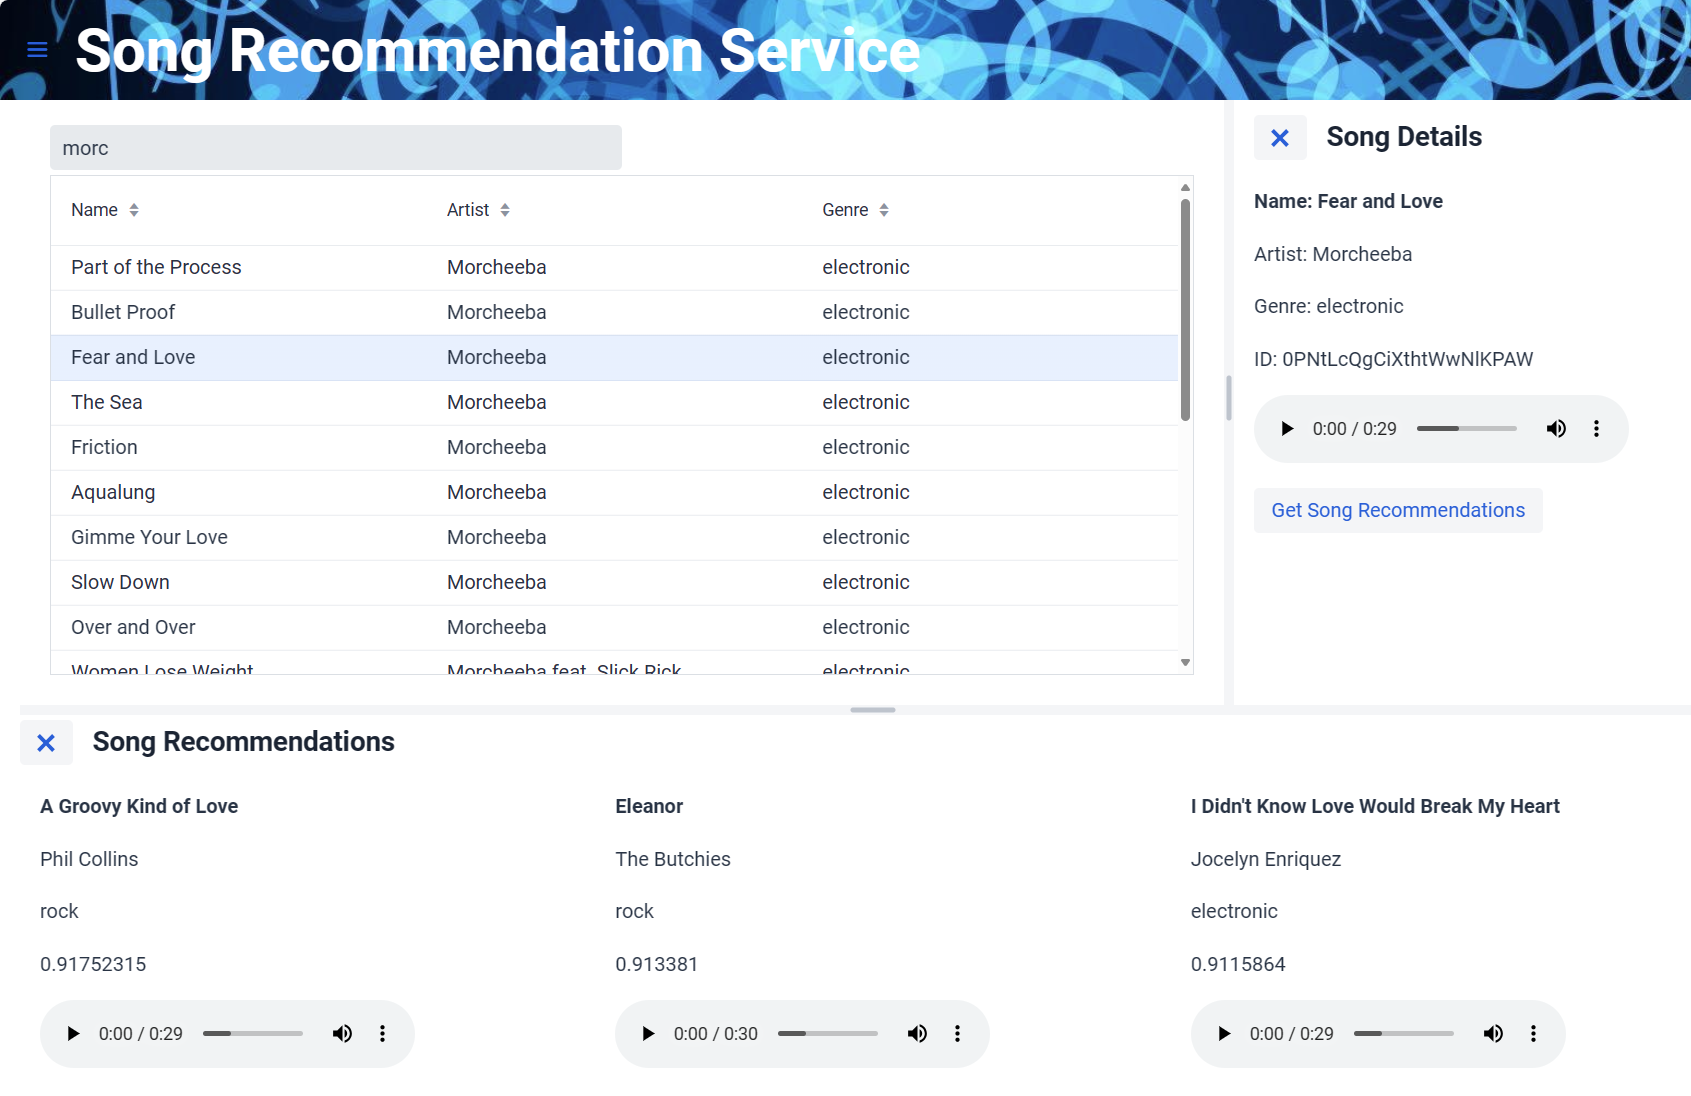 Song Recommendation Service
morc
Name Artist Genre
Part of the Process Morcheeba electronic
Bullet Proof Morcheeba electronic
Fear and Love Morcheeba electronic
The Sea Morcheeba electronic
Friction Morcheeba electronic
Aqualung Morcheeba electronic
Gimme Your Love Morcheeba electronic
Slow Down Morcheeba electronic
Over and Over Morcheeba electronic
Women Lose Weight Morcheeba feat. Slick Rick electronic
Song Details
Name: Fear and Love
Artist: Morcheeba
Genre: electronic
ID: 0PNtLcQgCiXthtWwNlKPAW
0:00 / 0:29
Get Song Recommendations
Song Recommendations
A Groovy Kind of Love
Phil Collins
rock
0.91752315
0:00 / 0:29
Eleanor
The Butchies
rock
0.913381
0:00 / 0:30
I Didn't Know Love Would Break My Heart
Jocelyn Enriquez
electronic
0.9115864
0:00 / 0:29